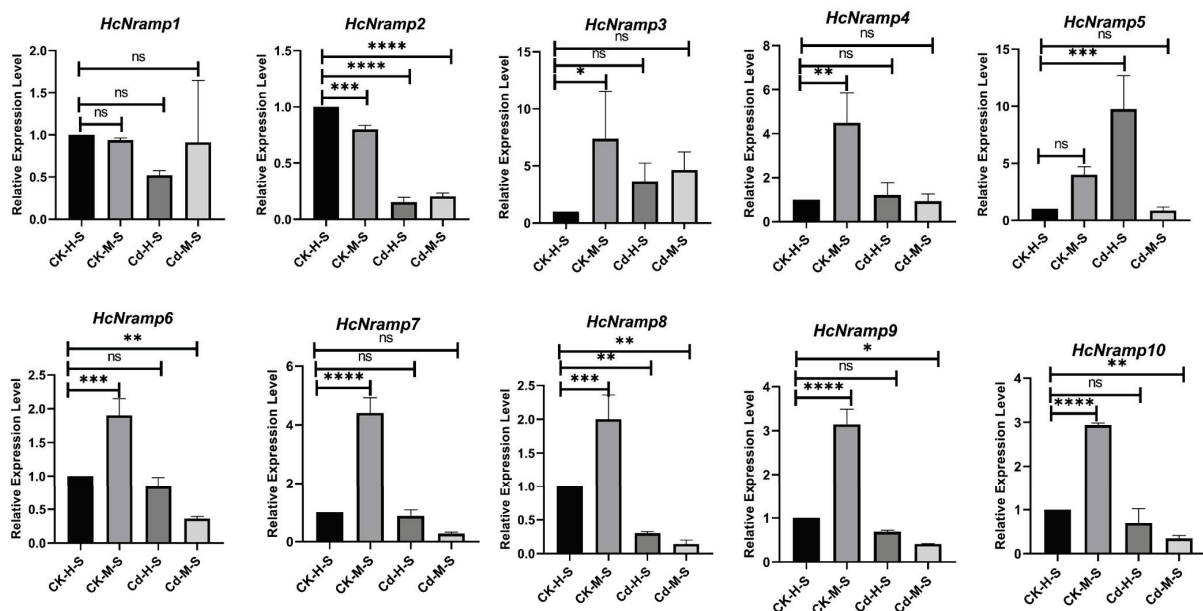 HcNramp1
ns
ns
ns
Relative Expression Level
2.0
1.5
1.0
0.5
0.0
CK-H-S
CK-M-S
Cd-H-S
Cd-M-S
HcNramp2
****
****
***
Relative Expression Level
1.5
1.0
0.5
0.0
CK-H-S
CK-M-S
Cd-H-S
Cd-M-S
HcNramp3
ns
ns
*
Relative Expression Level
15
10
5
0
CK-H-S
CK-M-S
Cd-H-S
Cd-M-S
HcNramp4
ns
ns
**
Relative Expression Level
8
6
4
2
0
CK-H-S
CK-M-S
Cd-H-S
Cd-M-S
HcNramp5
ns
***
ns
Relative Expression Level
15
10
5
0
CK-H-S
CK-M-S
Cd-H-S
Cd-M-S
HcNramp6
**
ns
***
Relative Expression Level
2.5
2.0
1.5
1.0
0.5
0.0
CK-H-S
CK-M-S
Cd-H-S
Cd-M-S
HcNramp7
ns
ns
****
Relative Expression Level
6
4
2
0
CK-H-S
CK-M-S
Cd-H-S
Cd-M-S
HcNramp8
**
**
***
Relative Expression Level
2.5
2.0
1.5
1.0
0.5
0.0
CK-H-S
CK-M-S
Cd-H-S
Cd-M-S
HcNramp9
*
ns
****
Relative Expression Level
4
3
2
1
0
CK-H-S
CK-M-S
Cd-H-S
Cd-M-S
HcNramp10
**
ns
****
Relative Expression Level
4
3
2
1
0
CK-H-S
CK-M-S
Cd-H-S
Cd-M-S